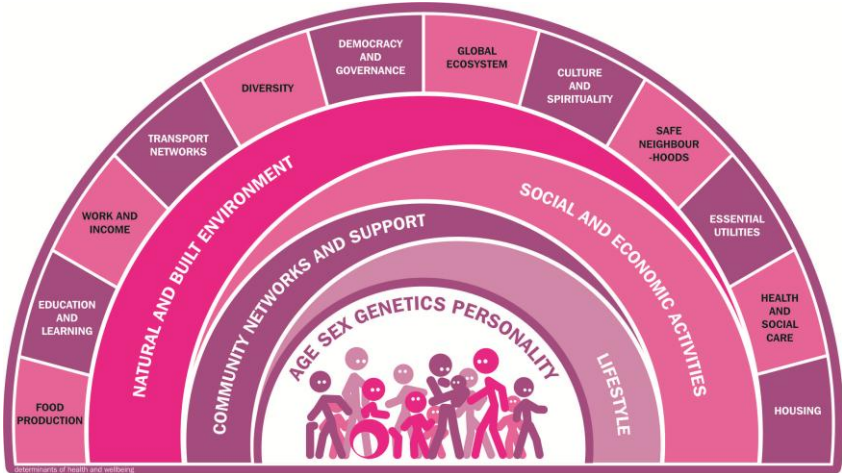 FOOD
PRODUCTION
EDUCATION
AND
LEARNING
WORK AND
INCOME
TRANSPORT
NETWORKS
DIVERSITY
DEMOCRACY
AND
GOVERNANCE
GLOBAL
ECOSYSTEM
CULTURE
AND
SPIRITUALITY
SAFE
NEIGHBOUR
-HOODS
ESSENTIAL
UTILITIES
HEALTH
AND
SOCIAL
CARE
HOUSING
NATURAL AND BUILT ENVIRONMENT
SOCIAL AND ECONOMIC ACTIVITIES
COMMUNITY NETWORKS AND SUPPORT
LIFESTYLE
AGE SEX GENETICS PERSONALITY
determinants of health and wellbeing